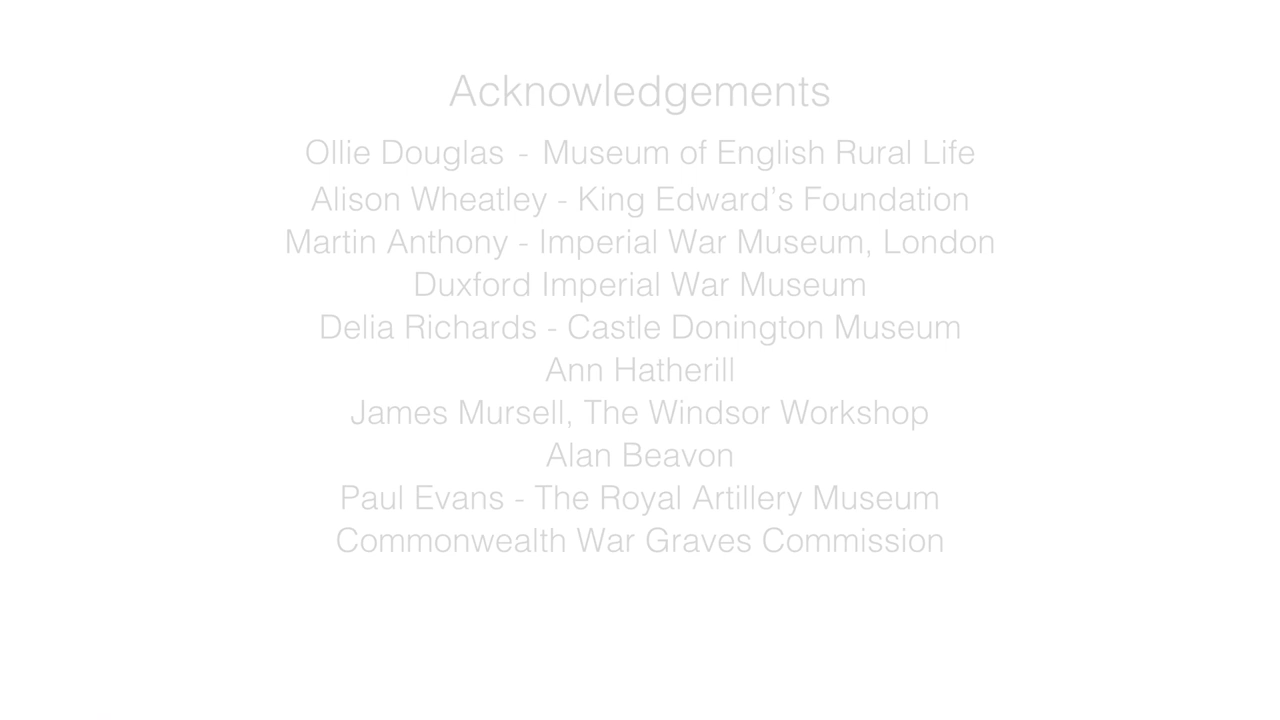 Acknowledgements
Ollie Douglas - Museum of English Rural Life
Alison Wheatley - King Edward’s Foundation
Martin Anthony - Imperial War Museum, London
Duxford Imperial War Museum
Delia Richards - Castle Donington Museum
Ann Hatherill
James Mursell, The Windsor Workshop
Alan Beavon
Paul Evans - The Royal Artillery Museum
Commonwealth War Graves Commission